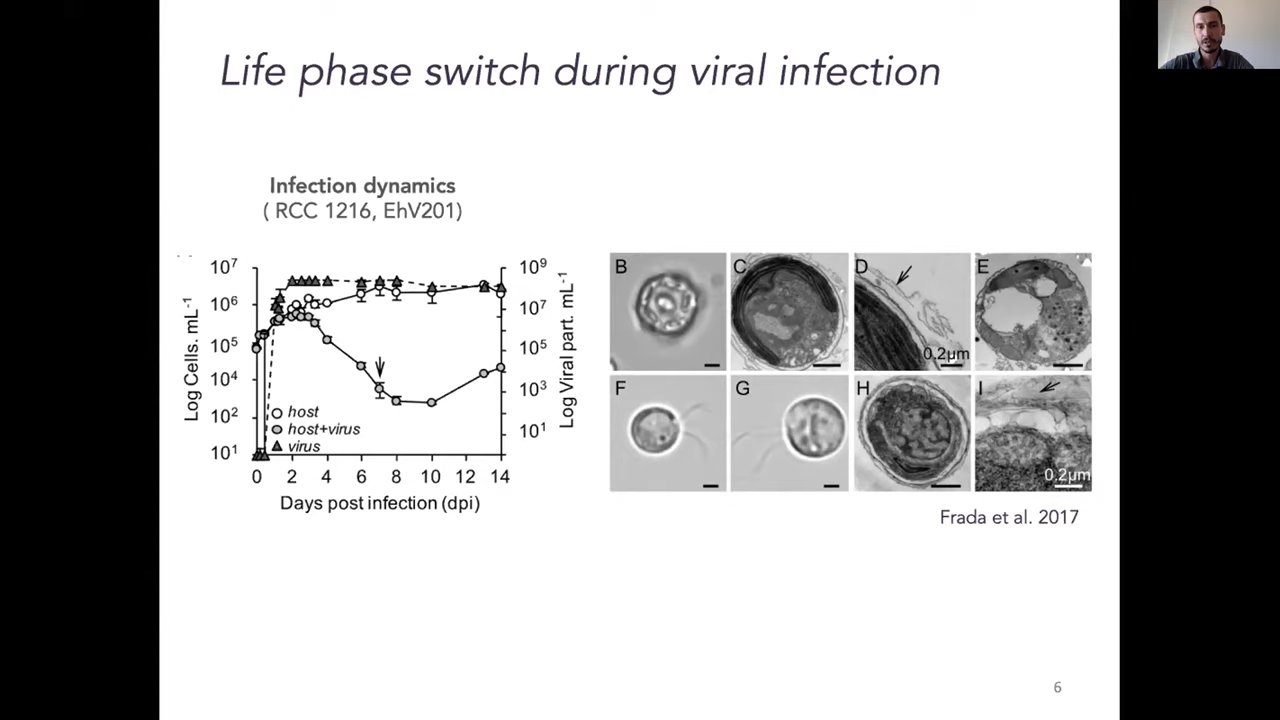 Life phase switch during viral infection
Infection dynamics
( RCC 1216, EhV201)
Log Cells. mL⁻¹
10⁷
10⁶
10⁵
10⁴
10²
10¹
host
host+virus
virus
10⁹
10⁷
10⁵
10³
10¹
Log Viral part. mL⁻¹
0 2 4 6 8 10 12 14
Days post infection (dpi)
B
C
D
0.2µm
E
F
G
H
I
0.2µm
Frada et al. 2017
6